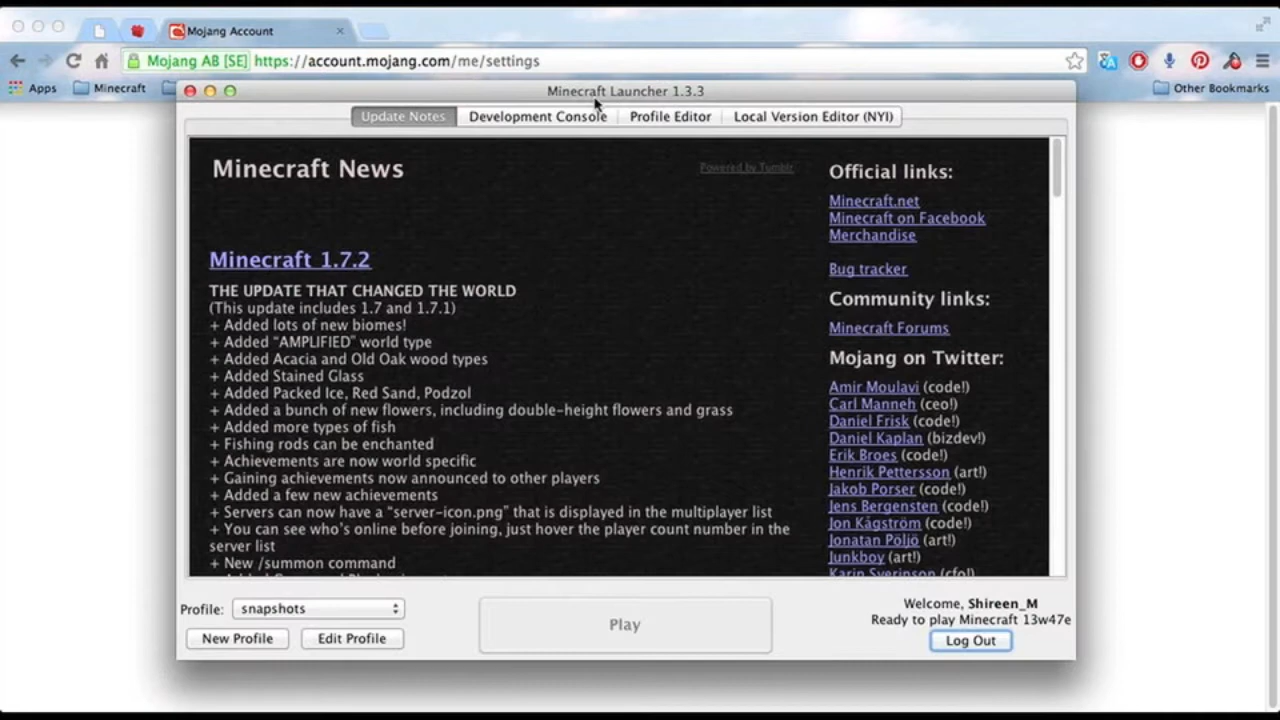 Mojang Account
Mojang AB [SE] https://account.mojang.com/me/settings
Apps Minecraft Other Bookmarks
Minecraft Launcher 1.3.3
Update Notes Development Console Profile Editor Local Version Editor (NYI)
Minecraft News
Powered by Tumblr
Minecraft 1.7.2
THE UPDATE THAT CHANGED THE WORLD
(This update includes 1.7 and 1.7.1)
+ Added lots of new biomes!
+ Added “AMPLIFIED” world type
+ Added Acacia and Old Oak wood types
+ Added Stained Glass
+ Added Packed Ice, Red Sand, Podzol
+ Added a bunch of new flowers, including double-height flowers and grass
+ Added more types of fish
+ Fishing rods can be enchanted
+ Achievements are now world specific
+ Gaining achievements now announced to other players
+ Added a few new achievements
+ Servers can now have a “server-icon.png” that is displayed in the multiplayer list
+ You can see who's online before joining, just hover the player count number in the
server list
+ New /summon command
Official links:
Minecraft.net
Minecraft on Facebook
Merchandise
Bug tracker
Community links:
Minecraft Forums
Mojang on Twitter:
Amir Moulavi (code!)
Carl Manneh (ceo!)
Daniel Frisk (code!)
Daniel Kaplan (bizdev!)
Erik Broes (code!)
Henrik Pettersson (art!)
Jakob Porser (code!)
Jens Bergensten (code!)
Jon Kågström (code!)
Jonatan Pöljö (art!)
Junkboy (art!)
Karin Severinson (cfo!)
Profile: snapshots
New Profile Edit Profile
Play
Welcome, Shireen_M
Ready to play Minecraft 13w47e
Log Out